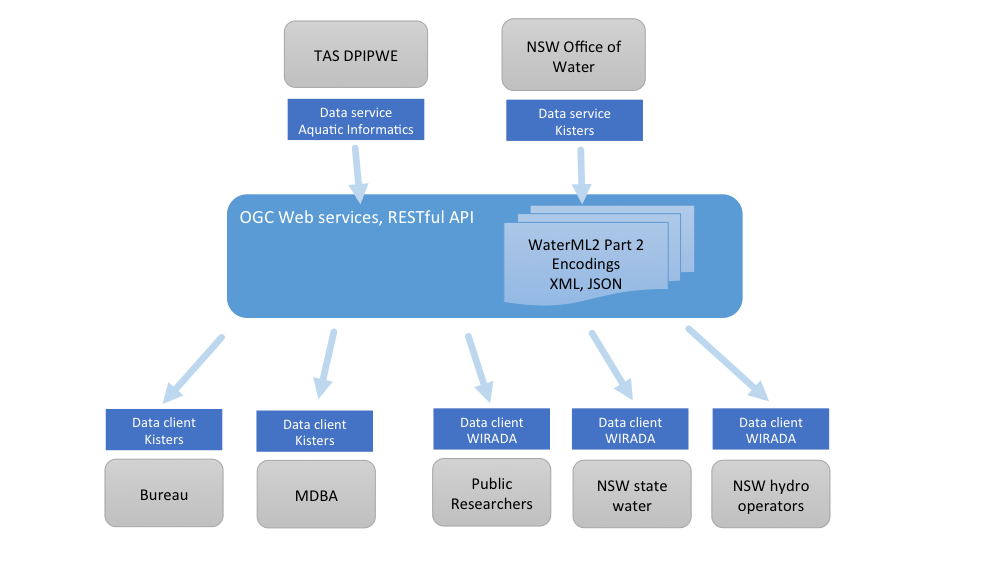 TAS DPIPWE
NSW Office of
Water
Data service
Aquatic Informatics
Data service
Kisters
OGC Web services, RESTful API
WaterML2 Part 2
Encodings
XML, JSON
Data client
Kisters
Data client
Kisters
Data client
WIRADA
Data client
WIRADA
Data client
WIRADA
Bureau
MDBA
Public
Researchers
NSW state
water
NSW hydro
operators